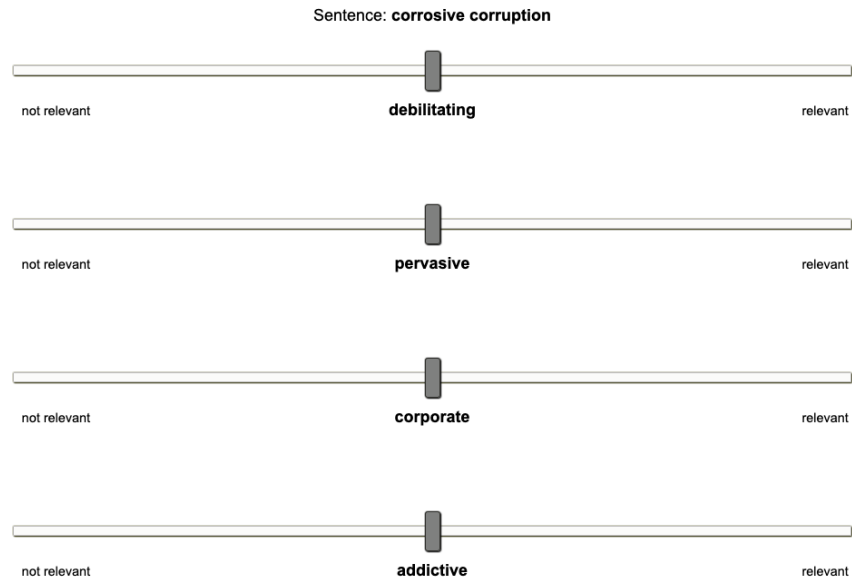 Sentence: corrosive corruption
not relevant debilitating relevant
not relevant pervasive relevant
not relevant corporate relevant
not relevant addictive relevant